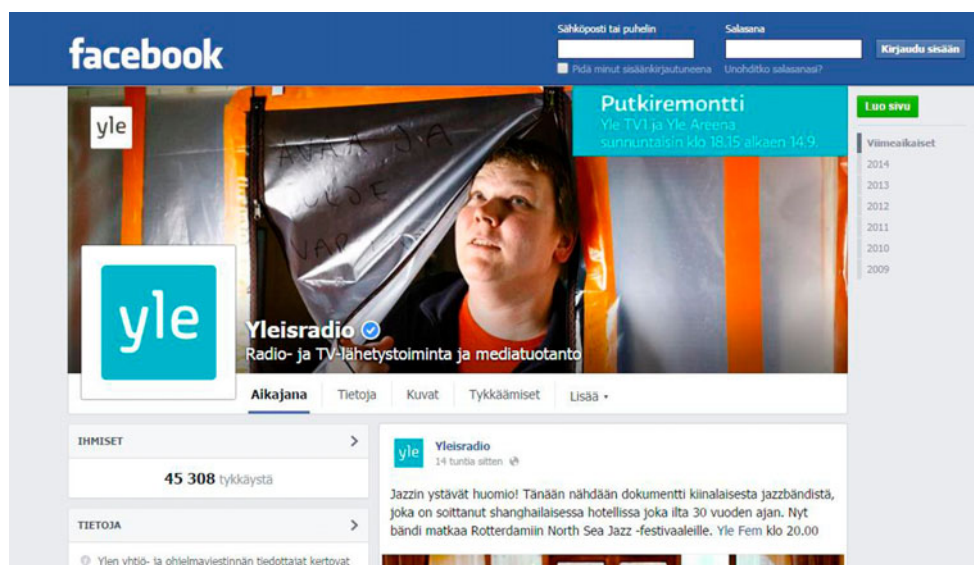 facebook
Sähköposti tai puhelin
Salasana
Kirjaudu sisään
Pidä minut sisäänkirjautuneena
Unohditko salasanasi?
yle
Putkiremontti
Yle TV1 ja Yle Areena
sunnuntaisin klo 18.15 alkaen 14.9.
AVAA JA
yle
Yleisradio
Radio- ja TV-lähetystoiminta ja mediatuotanto
Aikajana Tietoja Kuvat Tykkäämiset Lisää
Luo sivu
Viimeaikaiset
2014
2013
2012
2011
2010
2009
IHMISET
45 308 tykkäystä
TIETOJA
Ylen yhtiö- ja ohjelmaviestinnän tiedottajat kertovat
yle
Yleisradio
14 tuntia sitten
Jazzin ystävät huomio! Tänään nähdään dokumentti kiinalaisesta jazzbändistä,
joka on soittanut shanghailaisessa hotellissa joka ilta 30 vuoden ajan. Nyt
bändi matkaa Rotterdamiin North Sea Jazz -festivaaleille. Yle Fem klo 20.00